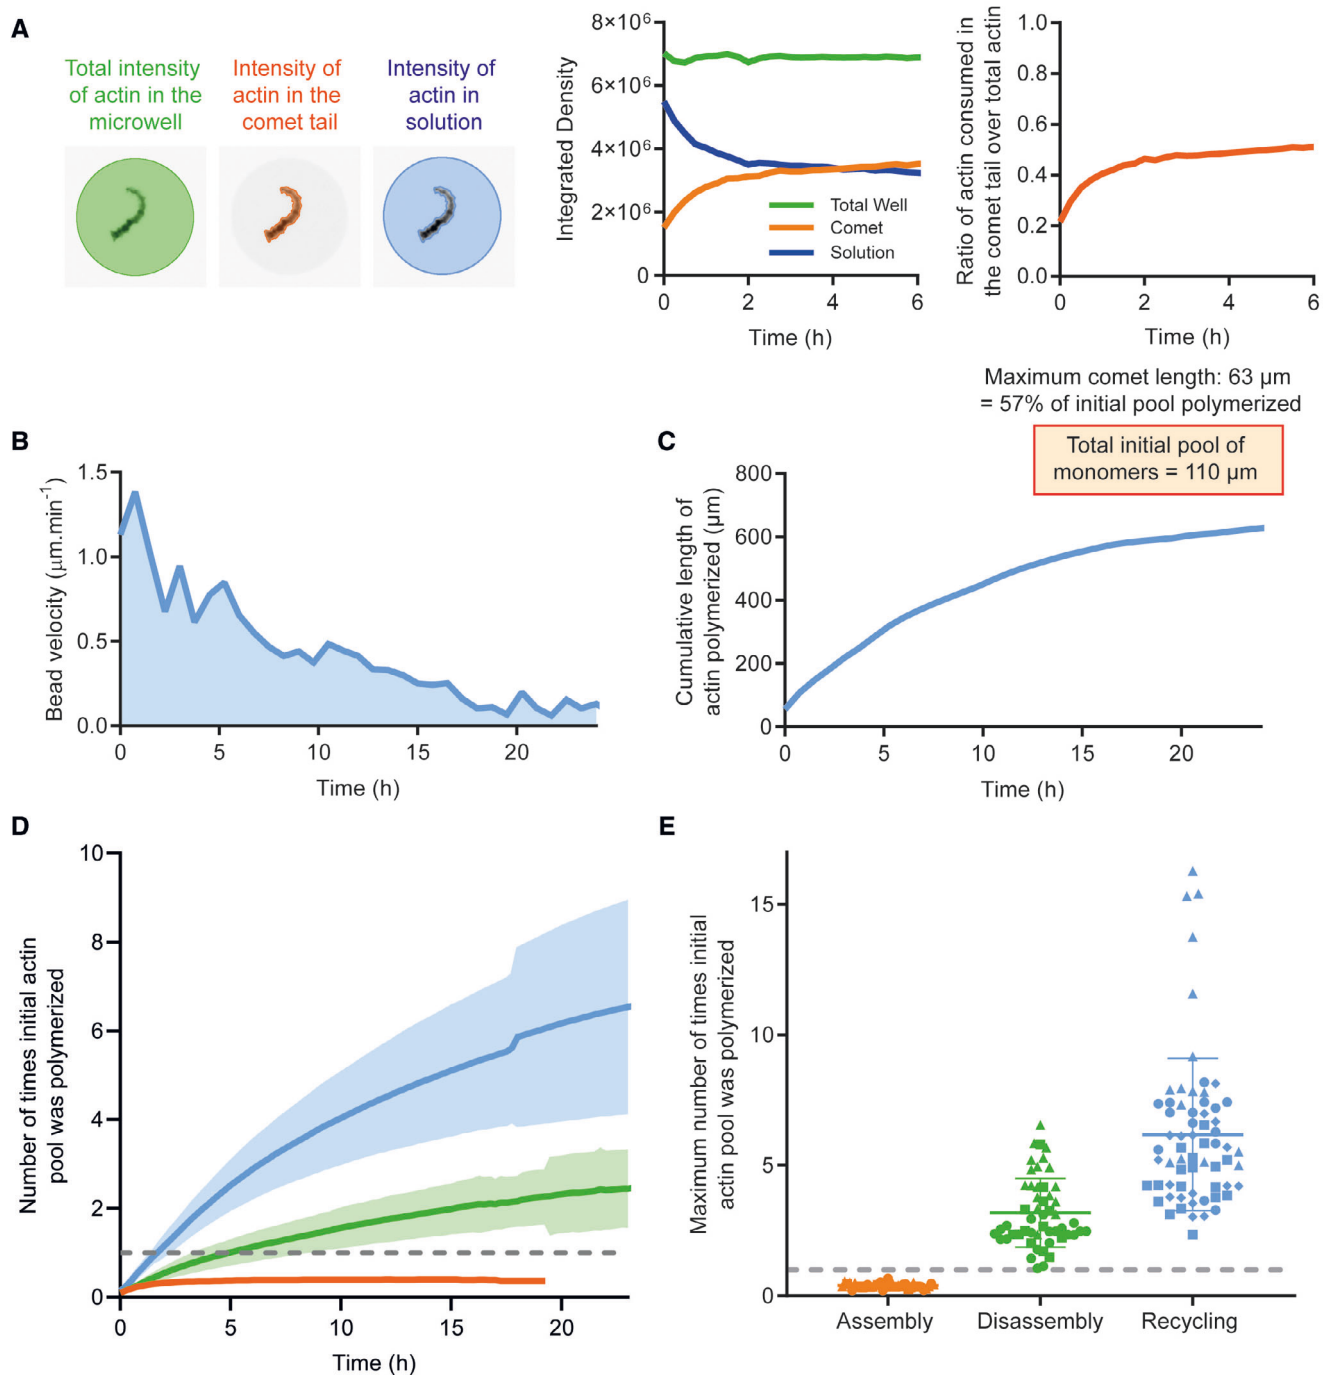 A
Total intensity
of actin in the
microwell
Intensity of
actin in the
comet tail
Intensity of
actin in
solution
Integrated Density
8×10⁶
6×10⁶
4×10⁶
2×10⁶
0
Total Well
Comet
Solution
0 2 4 6
Time (h)
Ratio of actin consumed in
the comet tail over total actin
1.0
0.8
0.6
0.4
0.2
0.0
0 2 4 6
Time (h)
B
Bead velocity (μm.min⁻¹)
1.5
1.0
0.5
0.0
0 5 10 15 20
Time (h)
Maximum comet length: 63 μm
= 57% of initial pool polymerized
C
Total initial pool of
monomers = 110 μm
Cumulative length of
actin polymerized (μm)
800
600
400
200
0
0 5 10 15 20
Time (h)
D
Number of times initial actin
pool was polymerized
10
8
6
4
2
0
0 5 10 15 20
Time (h)
E
Maximum number of times initial
actin pool was polymerized
15
10
5
0
Assembly Disassembly Recycling